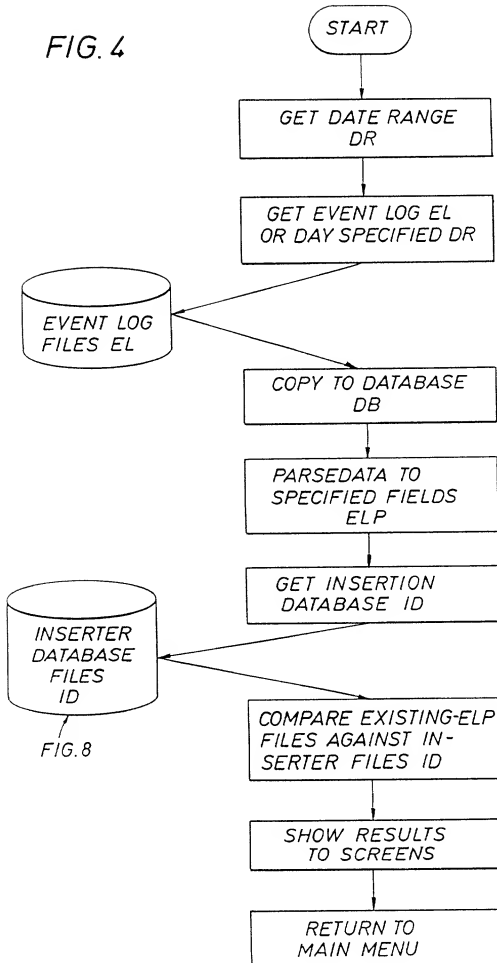 FIG. 4
START
GET DATE RANGE
DR
GET EVENT LOG EL
OR DAY SPECIFIED DR
EVENT LOG
FILES EL
COPY TO DATABASE
DB
PARSEDATA TO
SPECIFIED FIELDS
ELP
GET INSERTION
DATABASE ID
INSERTER
DATABASE
FILES
ID
FIG. 8
COMPARE EXISTING-ELP
FILES AGAINST IN-
SERTER FILES ID
SHOW RESULTS
TO SCREENS
RETURN TO
MAIN MENU